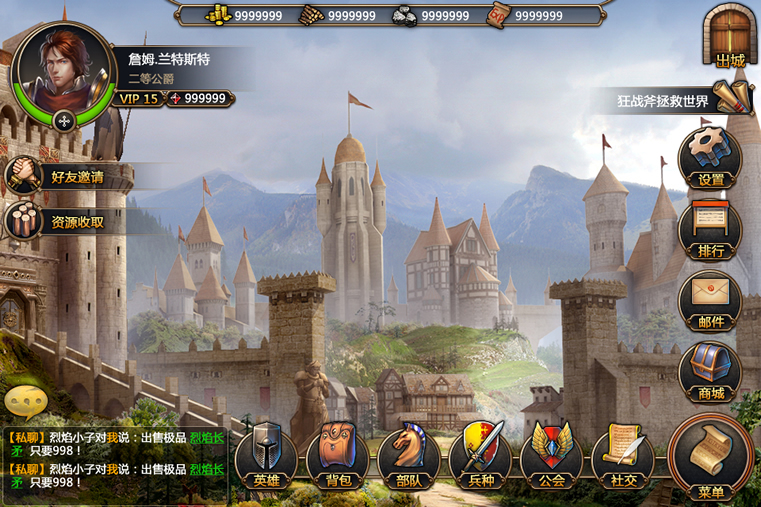 9999999
9999999
9999999
9999999
出城
詹姆.兰特斯特
二等公爵
VIP 15
999999
狂战斧拯救世界
好友邀请
资源收取
设置
排行
邮件
商城
【私聊】烈焰小子对我说：出售极品 烈焰长
矛 只要998！
【私聊】烈焰小子对我说：出售极品 烈焰长
矛 只要998！
英雄
背包
部队
兵种
公会
社交
菜单